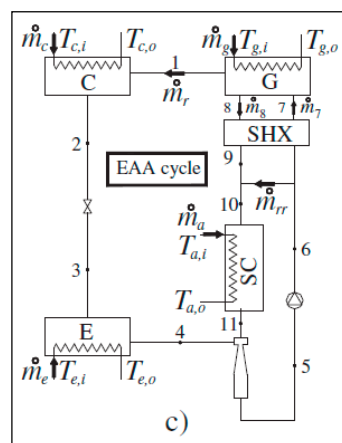 ṁc Tc,i Tc,o ṁg Tg,i Tg,o
C 1 G
ṁr 8 ṁ8 7 ṁ7
2 SHX
EAA cycle 9
ṁrr
10
ṁa
Ta,i 6
SC
3 Ta,o
E 4 11
5
ṁe Te,i Te,o
c)